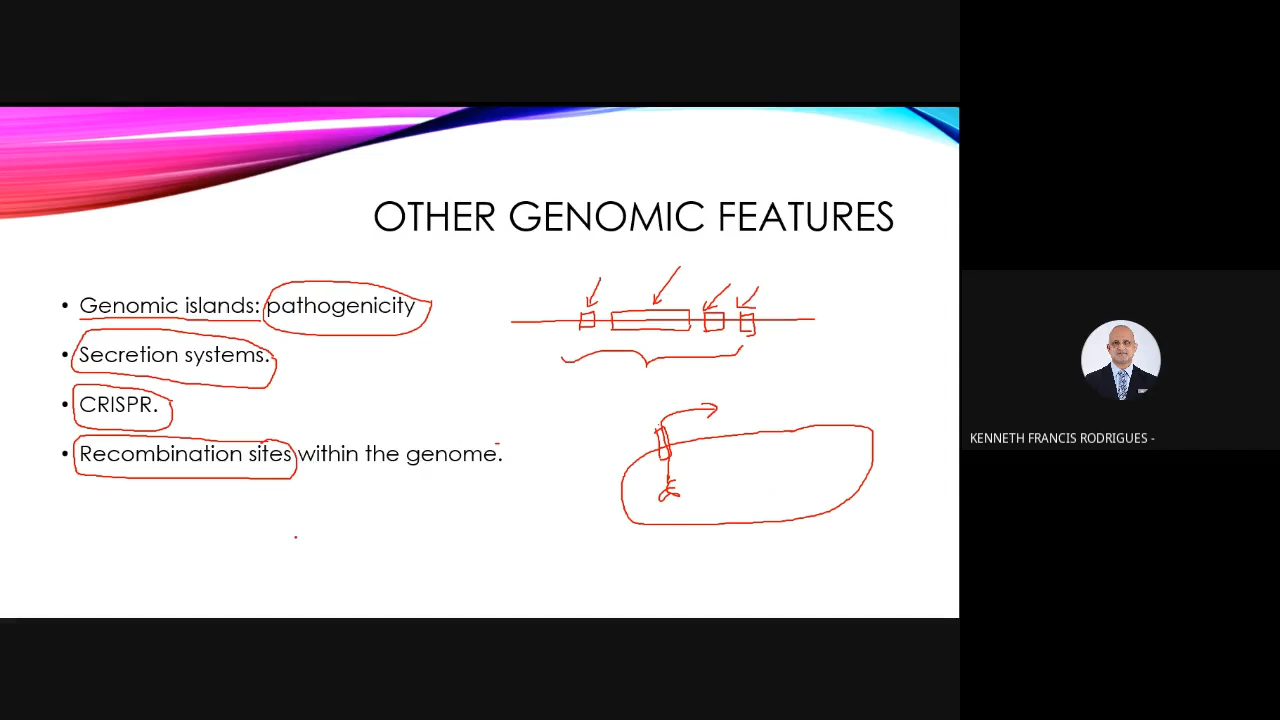 OTHER GENOMIC FEATURES
• Genomic islands: pathogenicity
• Secretion systems.
• CRISPR.
• Recombination sites within the genome.
KENNETH FRANCIS RODRIGUES -